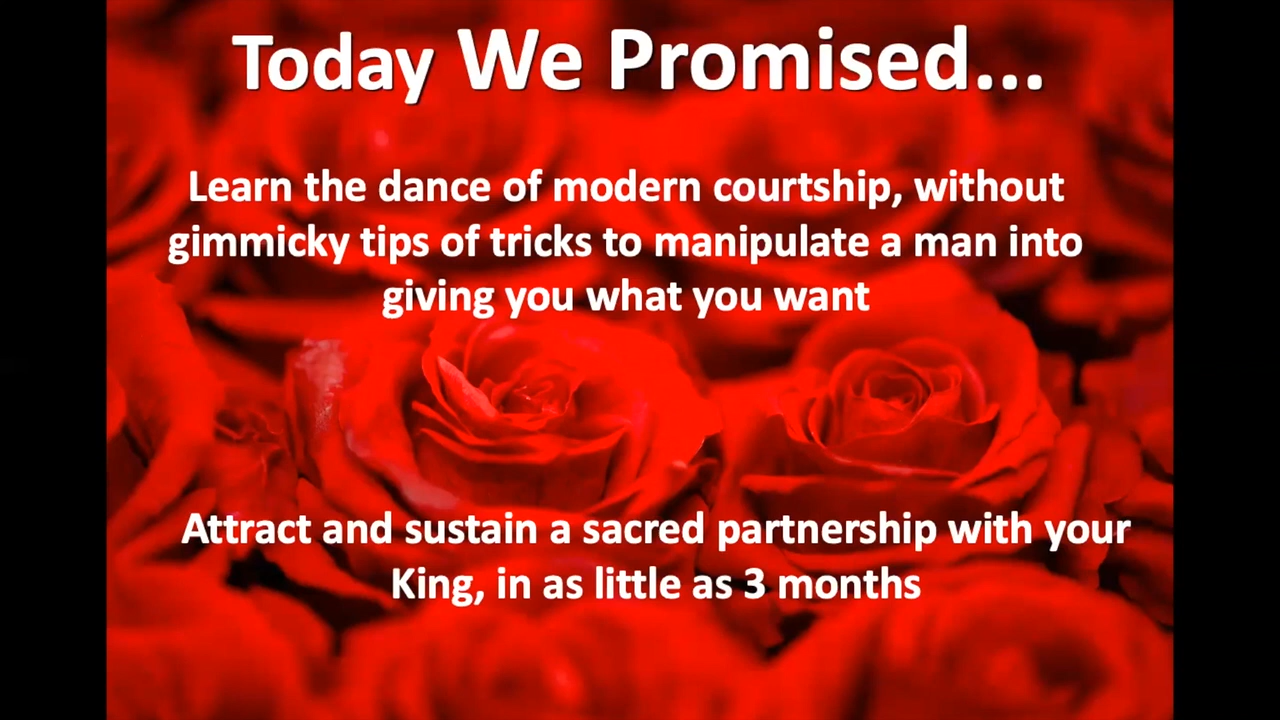 Today We Promised...
Learn the dance of modern courtship, without
gimmicky tips of tricks to manipulate a man into
giving you what you want
Attract and sustain a sacred partnership with your
King, in as little as 3 months